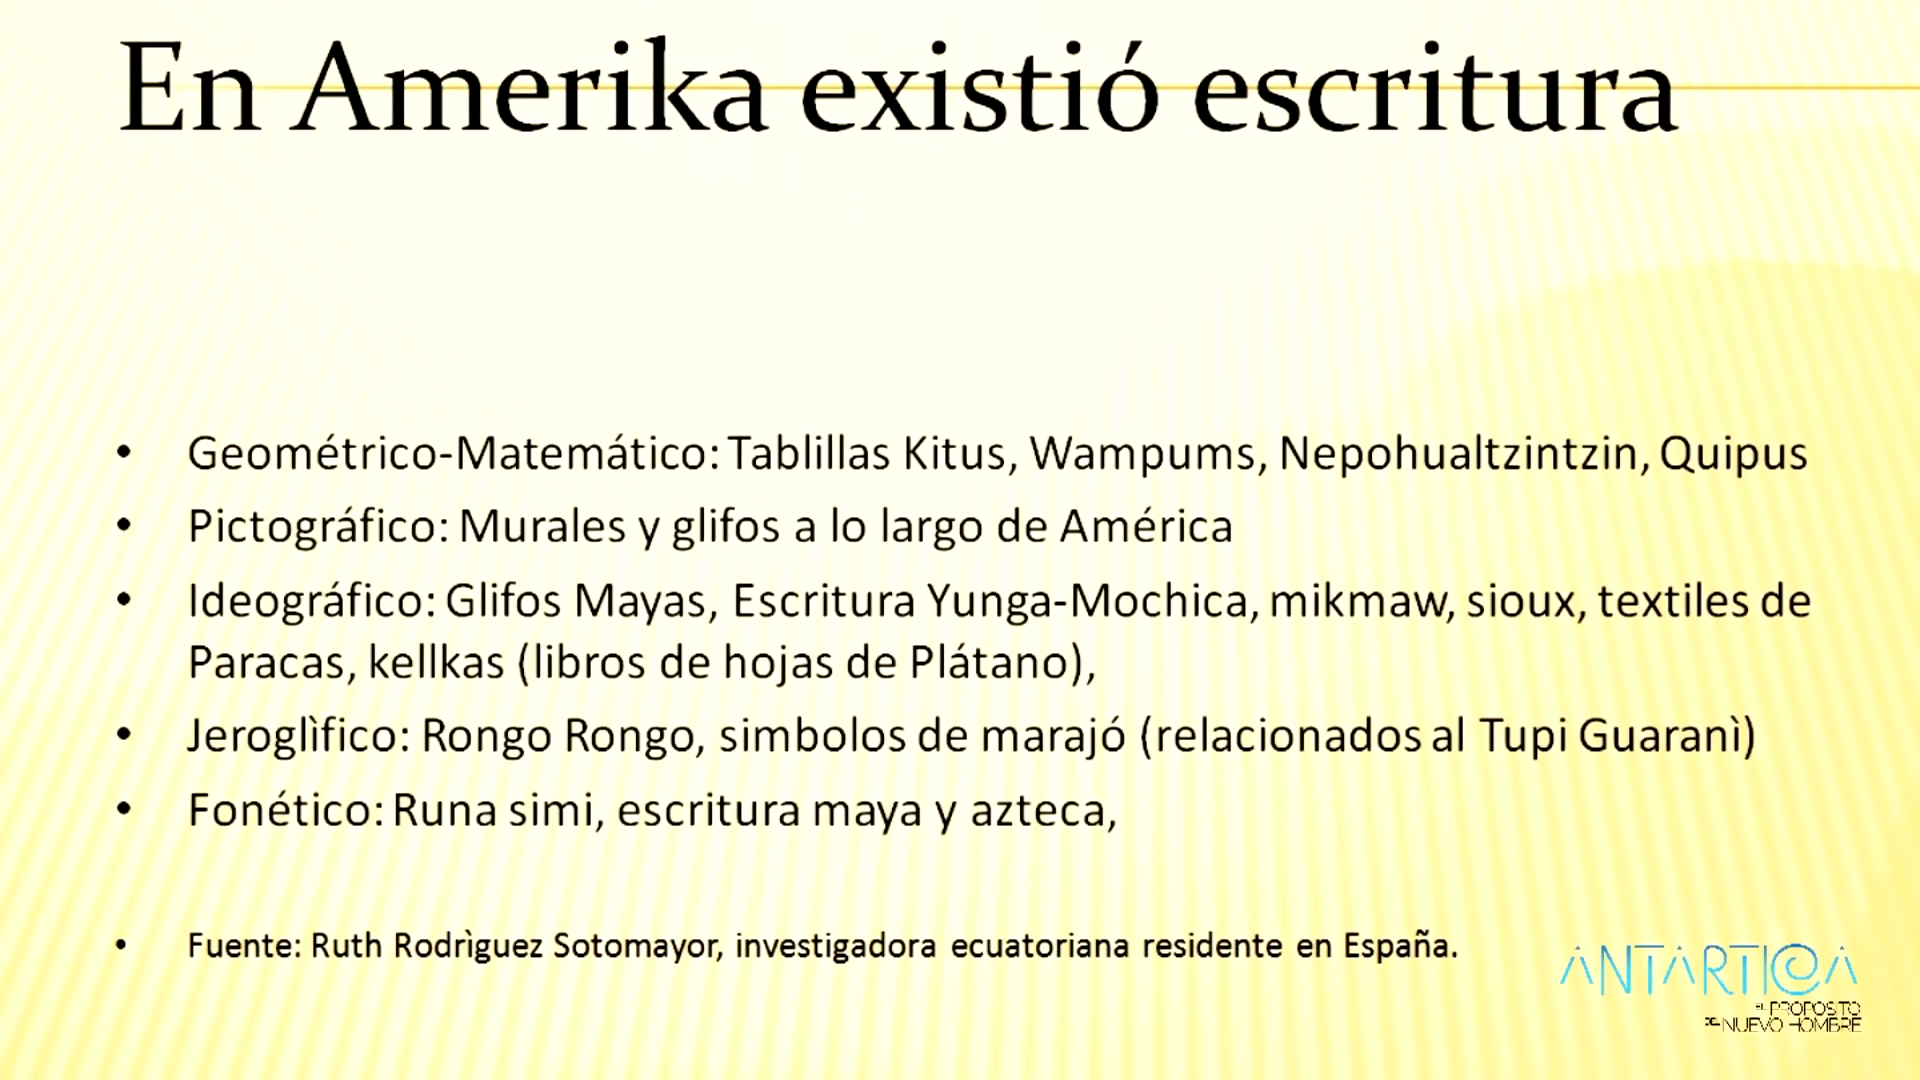 En Amerika existió escritura
• Geométrico-Matemático: Tablillas Kitus, Wampums, Nepohualtzintzin, Quipus
• Pictográfico: Murales y glifos a lo largo de América
• Ideográfico: Glifos Mayas, Escritura Yunga-Mochica, mikmaw, sioux, textiles de
Paracas, kellkas (libros de hojas de Plátano),
• Jeroglìfico: Rongo Rongo, simbolos de marajó (relacionados al Tupi Guaranì)
• Fonético: Runa simi, escritura maya y azteca,
• Fuente: Ruth Rodrìguez Sotomayor, investigadora ecuatoriana residente en España.
ANTARTICA
EL PROPOSITO
DEL NUEVO HOMBRE